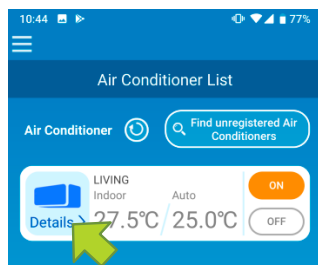 10:44 77%
Air Conditioner List
Air Conditioner
Find unregistered Air
Conditioners
LIVING
Indoor Auto
ON
Details > 27.5℃ 25.0℃ OFF